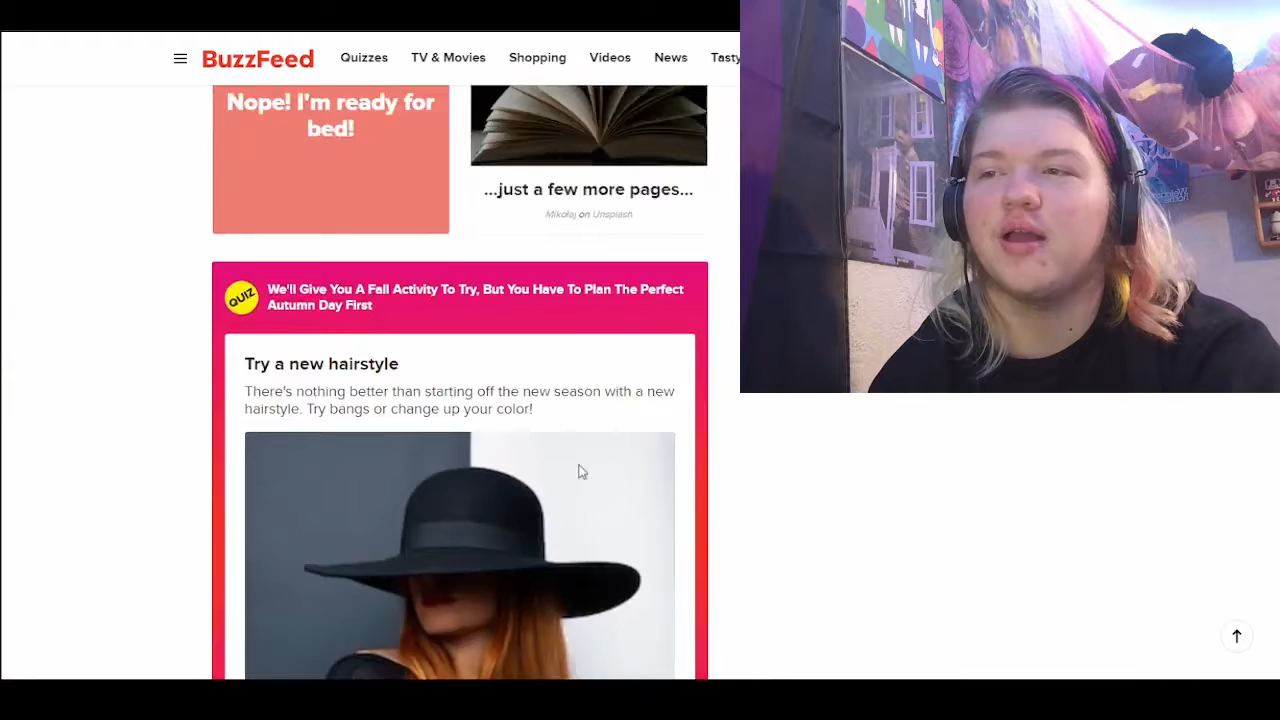 BuzzFeed
Quizzes
TV & Movies
Shopping
Videos
News
Tasty
Nope! I'm ready for
bed!
...just a few more pages...
Mikołaj on Unsplash
QUIZ
We'll Give You A Fall Activity To Try, But You Have To Plan The Perfect
Autumn Day First
Try a new hairstyle
There's nothing better than starting off the new season with a new
hairstyle. Try bangs or change up your color!